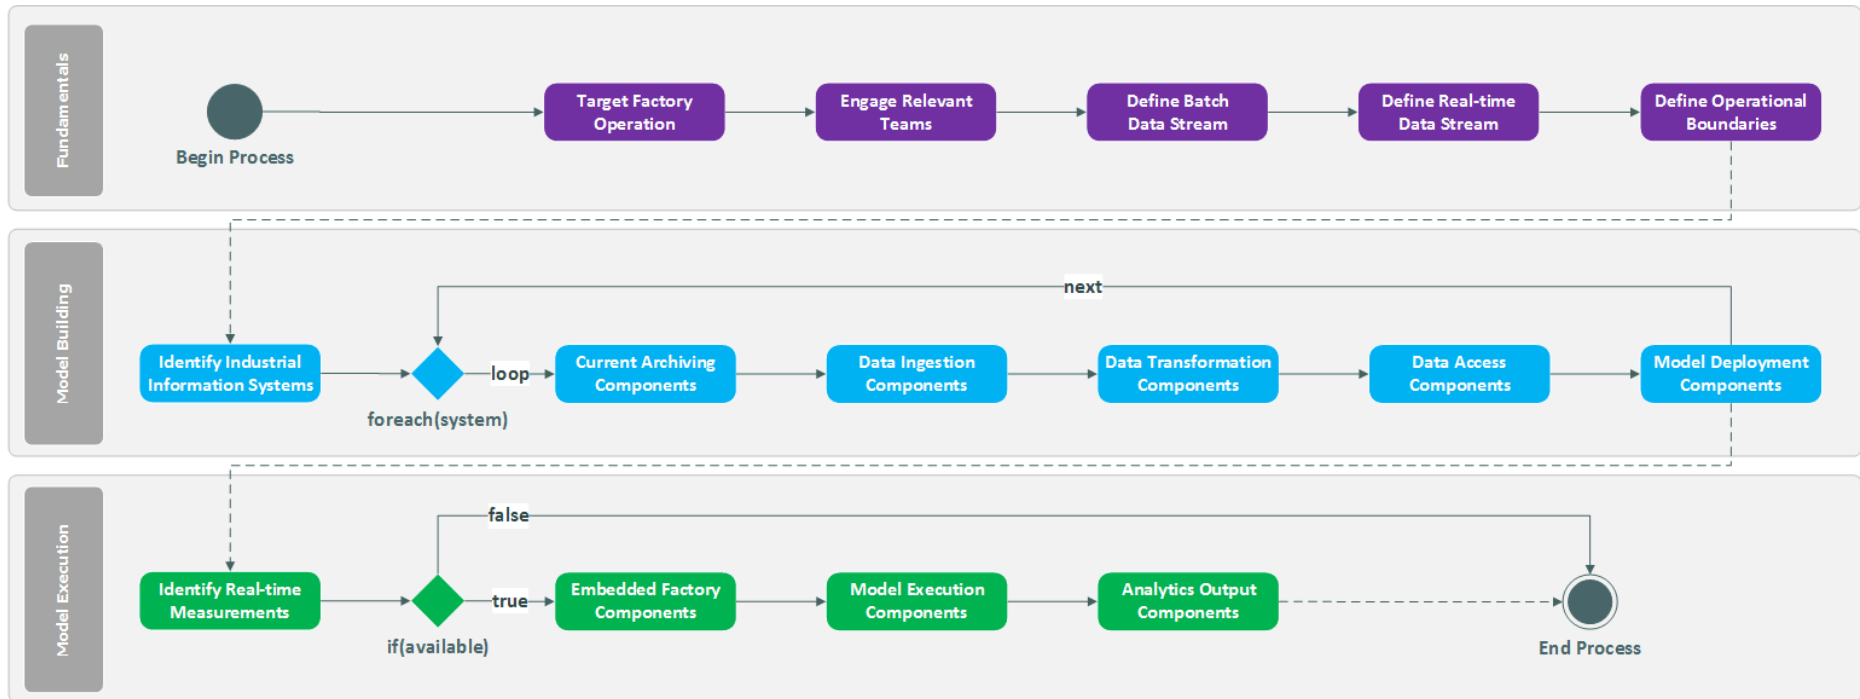 Fundamentals
Target Factory
Operation
Engage Relevant
Teams
Define Batch
Data Stream
Define Real-time
Data Stream
Define Operational
Boundaries
Begin Process
Model Building
next
Identify Industrial
Information Systems
loop
foreach(system)
Current Archiving
Components
Data Ingestion
Components
Data Transformation
Components
Data Access
Components
Model Deployment
Components
Model Execution
false
Identify Real-time
Measurements
true
if(available)
Embedded Factory
Components
Model Execution
Components
Analytics Output
Components
End Process